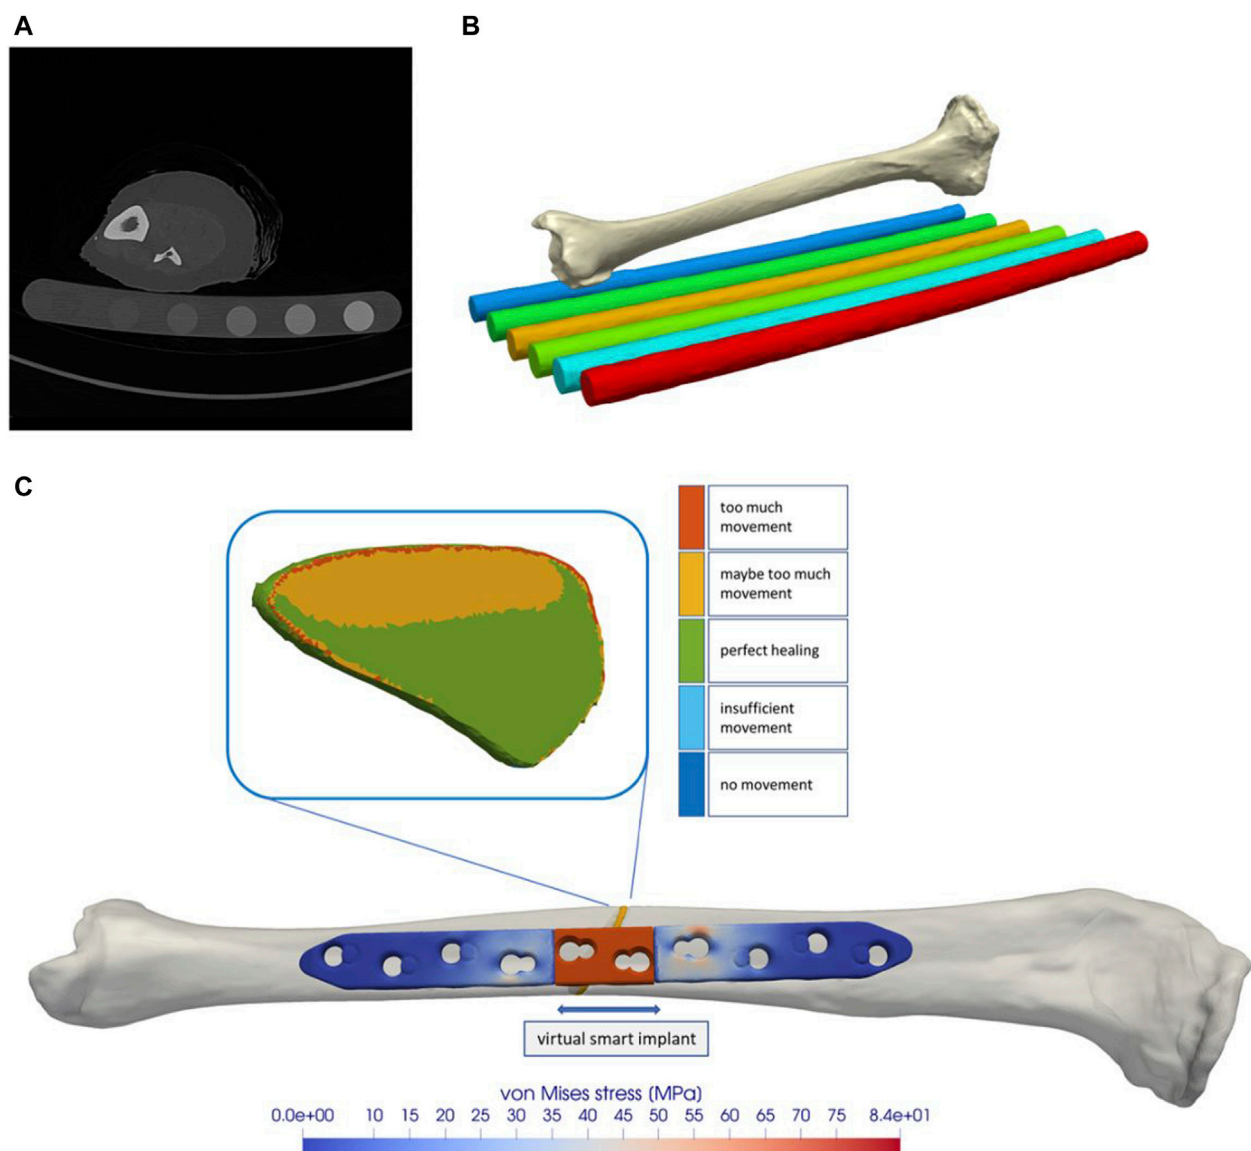 A
B
C
too much
movement
maybe too much
movement
perfect healing
insufficient
movement
no movement
virtual smart implant
von Mises stress (MPa)
0.0e+00 10 15 20 25 30 35 40 45 50 55 60 65 70 75 8.4e+01